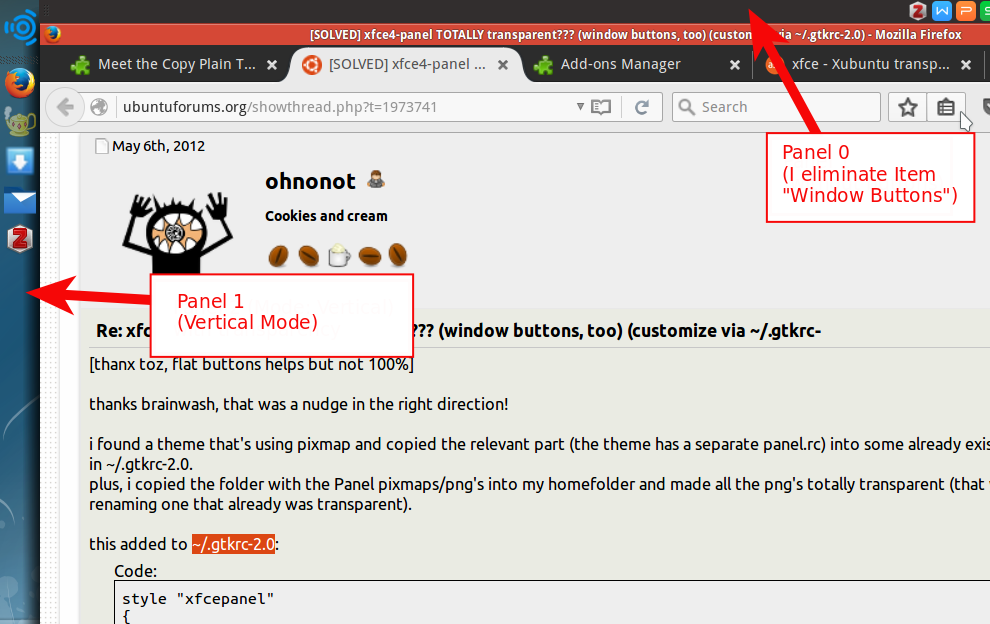 [SOLVED] xfce4-panel TOTALLY transparent??? (window buttons, too) (custom via ~/.gtkrc-2.0) - Mozilla Firefox
Meet the Copy Plain T...
[SOLVED] xfce4-panel ...
Add-ons Manager
xfce - Xubuntu transp...
ubuntuforums.org/showthread.php?t=1973741
Search
Panel 0
(I eliminate Item
"Window Buttons")
May 6th, 2012
ohnonot
Cookies and cream
Panel 1
(Vertical Mode)
Re: xfc ??? (window buttons, too) (customize via ~/.gtkrc-
[thanx toz, flat buttons helps but not 100%]
thanks brainwash, that was a nudge in the right direction!
i found a theme that's using pixmap and copied the relevant part (the theme has a separate panel.rc) into some already exis
in ~/.gtkrc-2.0.
plus, i copied the folder with the Panel pixmaps/png's into my homefolder and made all the png's totally transparent (that
renaming one that already was transparent).
this added to ~/.gtkrc-2.0:
Code:
style "xfcepanel"
{